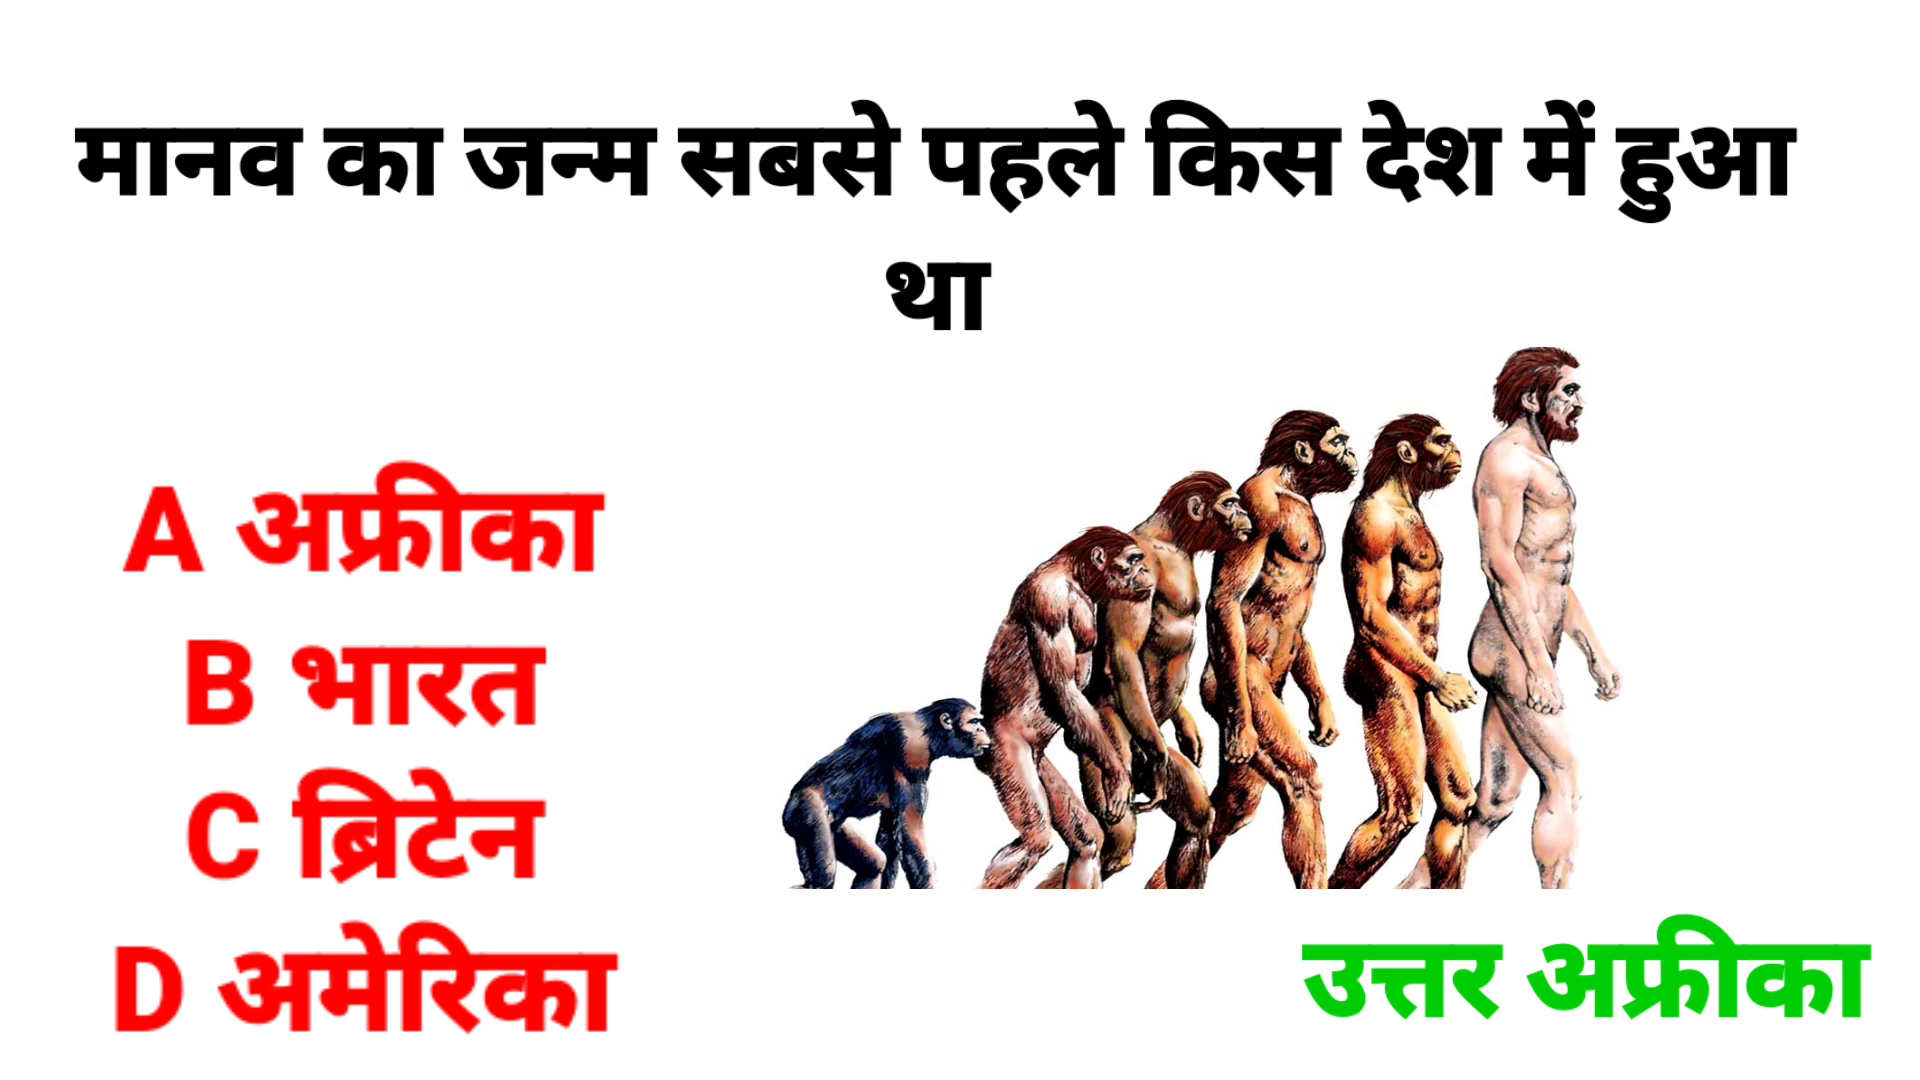 मानव का जन्म सबसे पहले किस देश में हुआ
था
A अफ्रीका
B भारत
C ब्रिटेन
D अमेरिका
उत्तर अफ्रीका